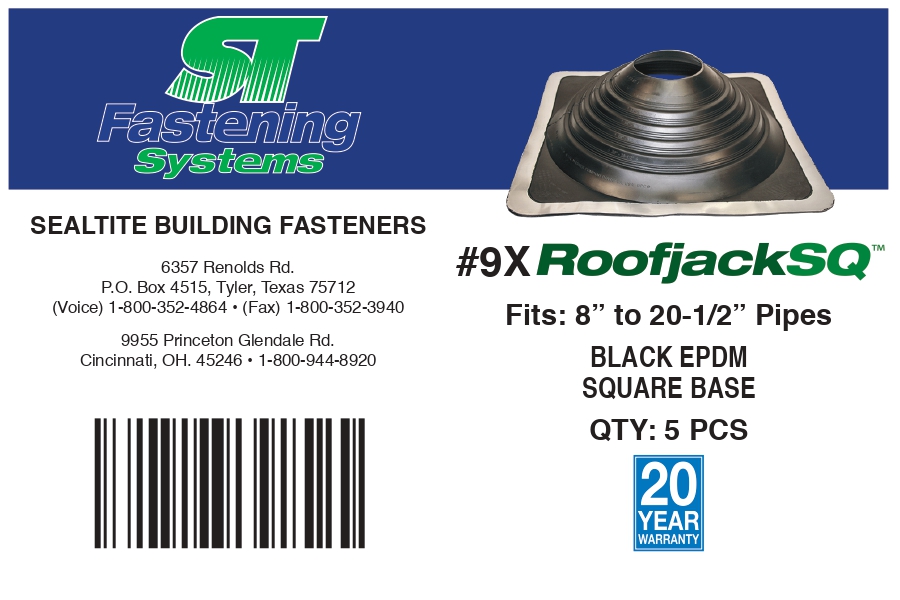 ST
Fastening
Systems
SEALTITE BUILDING FASTENERS
6357 Renolds Rd.
P.O. Box 4515, Tyler, Texas 75712
(Voice) 1-800-352-4864 • (Fax) 1-800-352-3940
9955 Princeton Glendale Rd.
Cincinnati, OH. 45246 • 1-800-944-8920
#9X RoofjackSQ™
Fits: 8” to 20-1/2” Pipes
BLACK EPDM
SQUARE BASE
QTY: 5 PCS
20
YEAR
WARRANTY